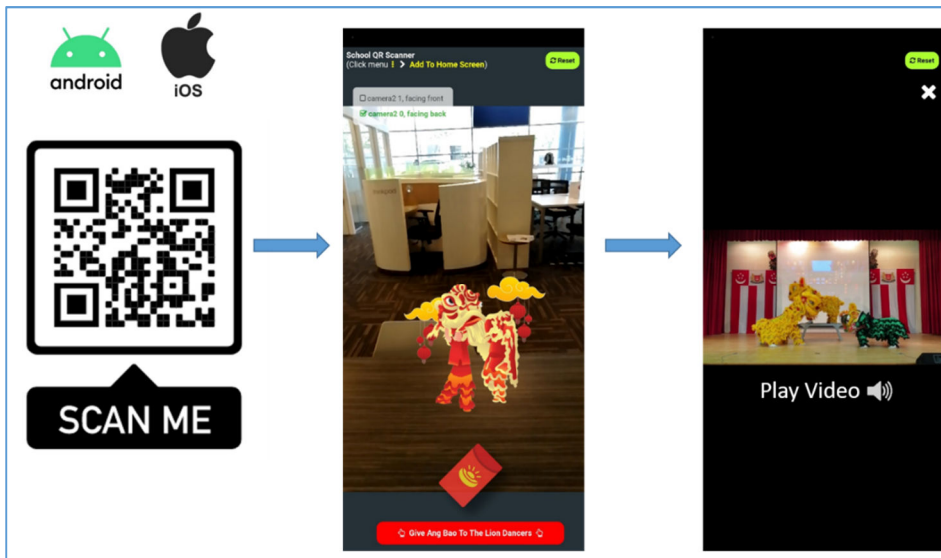 android
iOS
SCAN ME
School QR Scanner
(Click menu ⋮ > Add To Home Screen)
Reset
camera2 1, facing front
camera2 0, facing back
Give Ang Bao To The Lion Dancers
Reset
Play Video